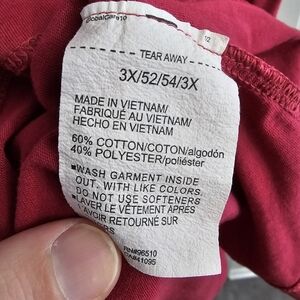 TEAR AWAY
3X/52/54/3X
MADE IN VIETNAM/
FABRIQUÉ AU VIETNAM/
HECHO EN VIETNAM
60% COTTON/COTON/algodón
40% POLYESTER/poliéster
■WASH GARMENT INSIDE
OUT. WITH LIKE COLORS.
DO NOT USE SOFTENERS
■LAVER LE VÊTEMENT APRÈS
AVOIR RETOURNÉ SUR
RN#96510